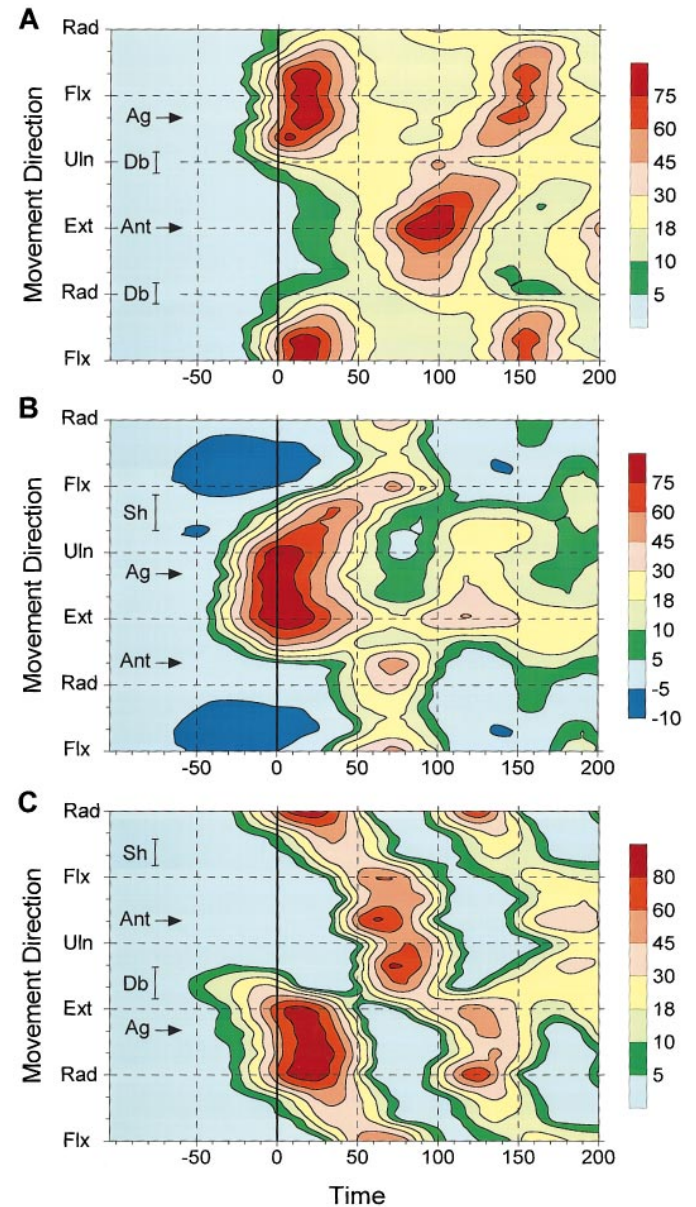 A
Rad
Flx
Ag
Uln
Db
Ext
Ant
Rad
Db
Flx
Movement Direction
-50 0 50 100 150 200
75
60
45
30
18
10
5
B
Rad
Flx
Sh
Uln
Ag
Ext
Ant
Rad
Flx
Movement Direction
-50 0 50 100 150 200
75
60
45
30
18
10
5
-5
-10
C
Rad
Sh
Flx
Ant
Uln
Db
Ext
Ag
Rad
Flx
Movement Direction
-50 0 50 100 150 200
80
60
45
30
18
10
5
Time